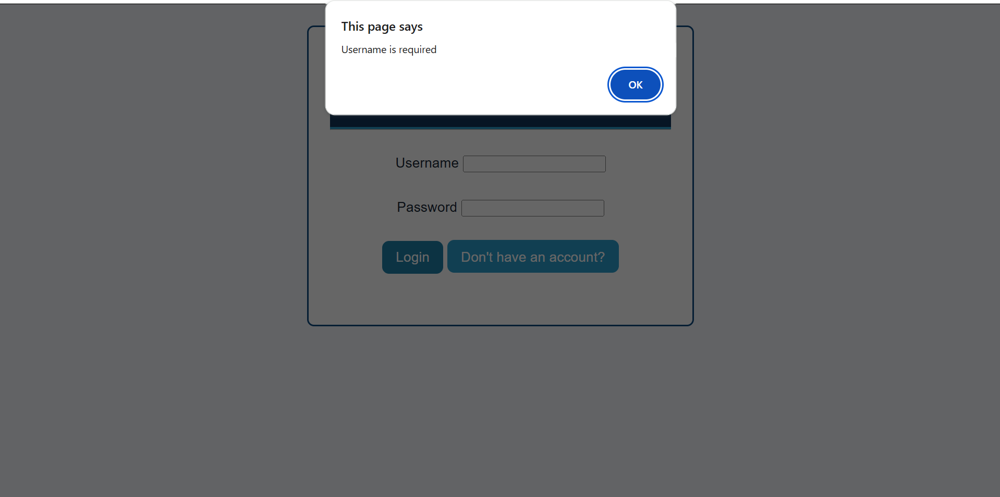 This page says
Username is required
OK
Username
Password
Login Don't have an account?